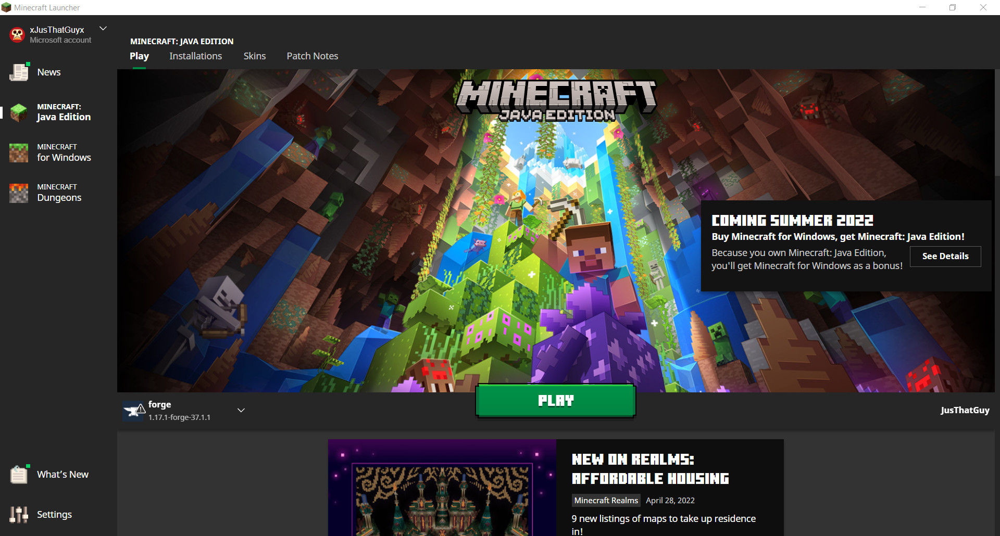 Minecraft Launcher
xJusThatGuyx
Microsoft account
News
MINECRAFT:
Java Edition
MINECRAFT
for Windows
MINECRAFT
Dungeons
What's New
Settings
MINECRAFT: JAVA EDITION
Play Installations Skins Patch Notes
MINECRAFT
JAVA EDITION
COMING SUMMER 2022
Buy Minecraft for Windows, get Minecraft: Java Edition!
Because you own Minecraft: Java Edition,
you'll get Minecraft for Windows as a bonus!
See Details
forge
1.17.1-forge-37.1.1
PLAY
JusThatGuy
NEW ON REALMS:
AFFORDABLE HOUSING
Minecraft Realms April 28, 2022
9 new listings of maps to take up residence
in!